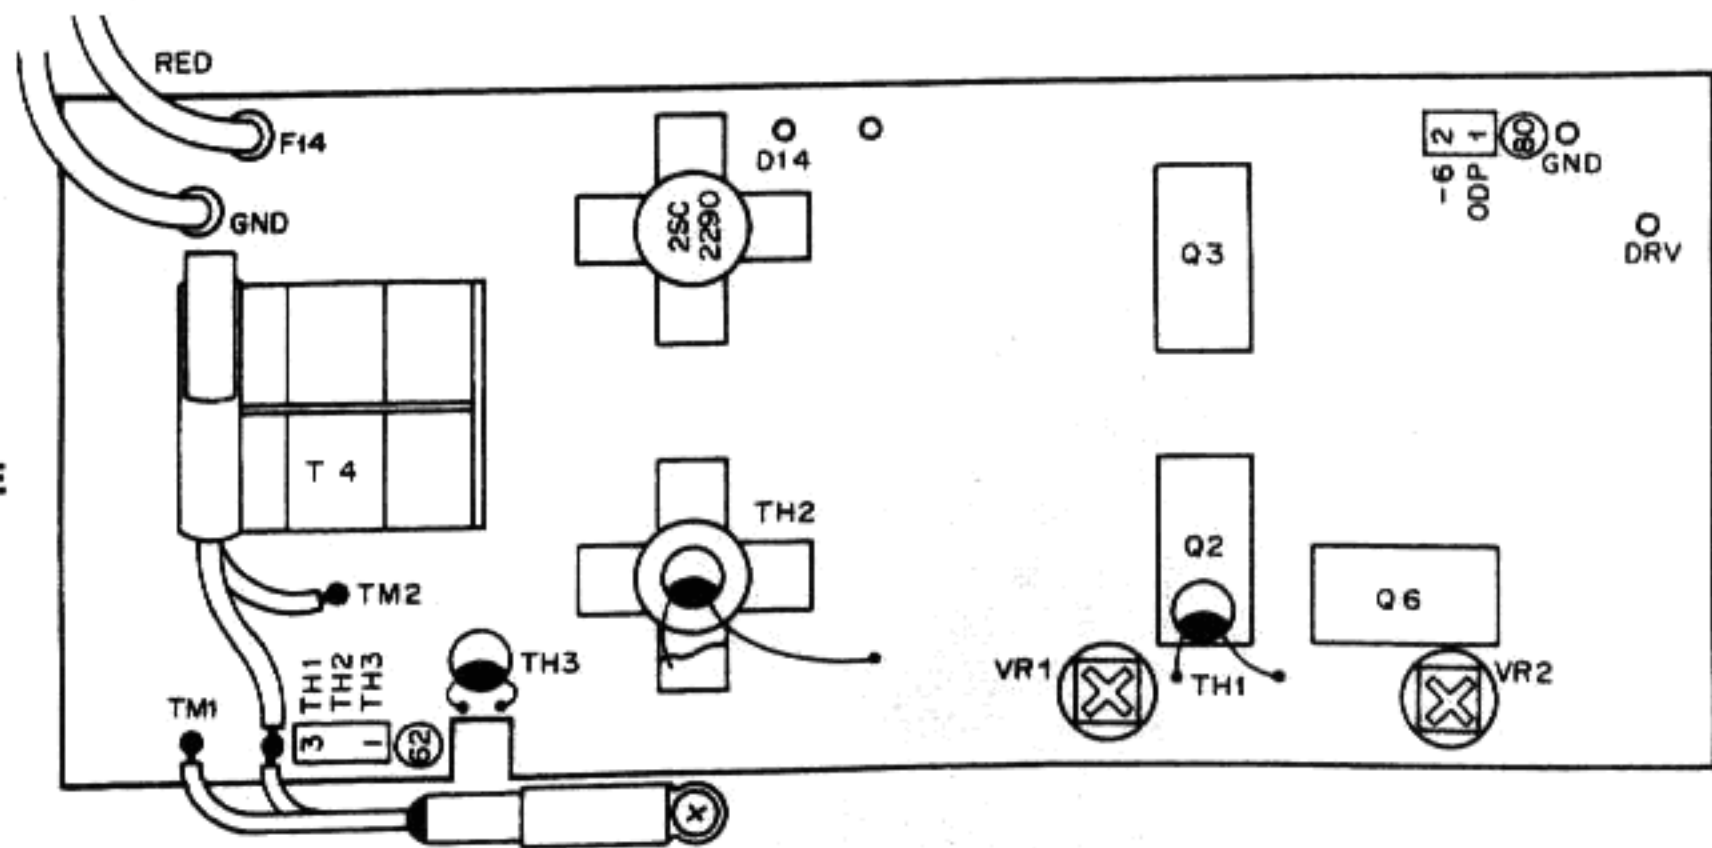 RED
F14
GND
D14
2SC
2290
2 1
80
GND
-6
ODP
DRV
Q3
T 4
TH2
Q2
Q6
TM2
TH3
TH1
TH2
TH3
TM1
3 1
62
VR1
TH1
VR2